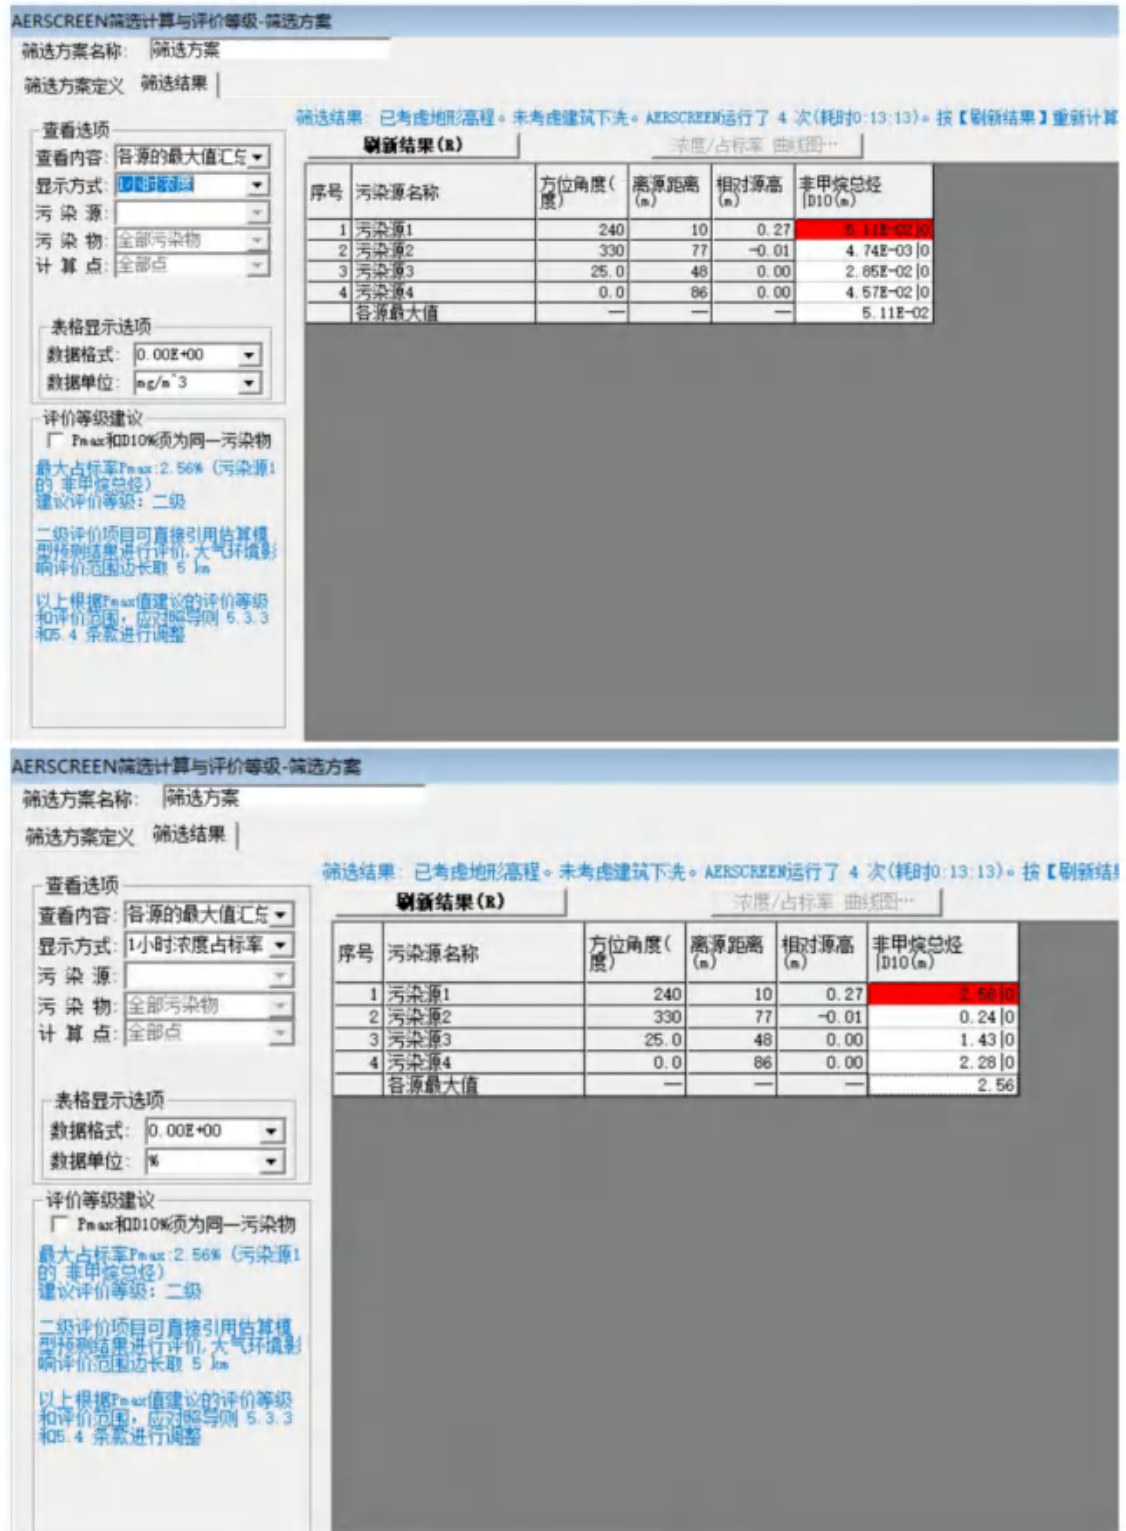 AERSCREEN筛选计算与评价等级-筛选方案
筛选方案名称: 筛选方案
筛选方案定义 筛选结果
筛选结果: 已考虑地形高程。未考虑建筑下洗。AERSCREEN运行了 4 次(耗时0:13:13)。按【刷新结果】重新计算
查看选项
刷新结果(R) 浓度/占标率 曲线图…
查看内容: 各源的最大值汇总
显示方式: 1小时浓度
污 染 源:
污 染 物: 全部污染物
计 算 点: 全部点
序号 污染源名称 方位角度(度) 离源距离(m) 相对源高(m) 非甲烷总烃|D10(m)
1 污染源1 240 10 0.27 5.11E-02|0
2 污染源2 330 77 -0.01 4.74E-03|0
3 污染源3 25.0 48 0.00 2.85E-02|0
4 污染源4 0.0 86 0.00 4.57E-02|0
各源最大值 — — — 5.11E-02
表格显示选项
数据格式: 0.00E+00
数据单位: mg/m^3
评价等级建议
Pmax和D10%须为同一污染物
最大占标率Pmax:2.56% (污染源1
的 非甲烷总烃)
建议评价等级: 二级
二级评价项目可直接引用估算模
型预测结果进行评价,大气环境影
响评价范围边长取 5 km
以上根据Pmax值建议的评价等级
和评价范围, 应对照导则 5.3.3
和5.4 条款进行调整
AERSCREEN筛选计算与评价等级-筛选方案
筛选方案名称: 筛选方案
筛选方案定义 筛选结果
筛选结果: 已考虑地形高程。未考虑建筑下洗。AERSCREEN运行了 4 次(耗时0:13:13)。按【刷新结
查看选项
刷新结果(R) 浓度/占标率 曲线图…
查看内容: 各源的最大值汇总
显示方式: 1小时浓度占标率
污 染 源:
污 染 物: 全部污染物
计 算 点: 全部点
序号 污染源名称 方位角度(度) 离源距离(m) 相对源高(m) 非甲烷总烃|D10(m)
1 污染源1 240 10 0.27 2.56|0
2 污染源2 330 77 -0.01 0.24|0
3 污染源3 25.0 48 0.00 1.43|0
4 污染源4 0.0 86 0.00 2.28|0
各源最大值 — — — 2.56
表格显示选项
数据格式: 0.00E+00
数据单位: %
评价等级建议
Pmax和D10%须为同一污染物
最大占标率Pmax:2.56% (污染源1
的 非甲烷总烃)
建议评价等级: 二级
二级评价项目可直接引用估算模
型预测结果进行评价,大气环境影
响评价范围边长取 5 km
以上根据Pmax值建议的评价等级
和评价范围, 应对照导则 5.3.3
和5.4 条款进行调整